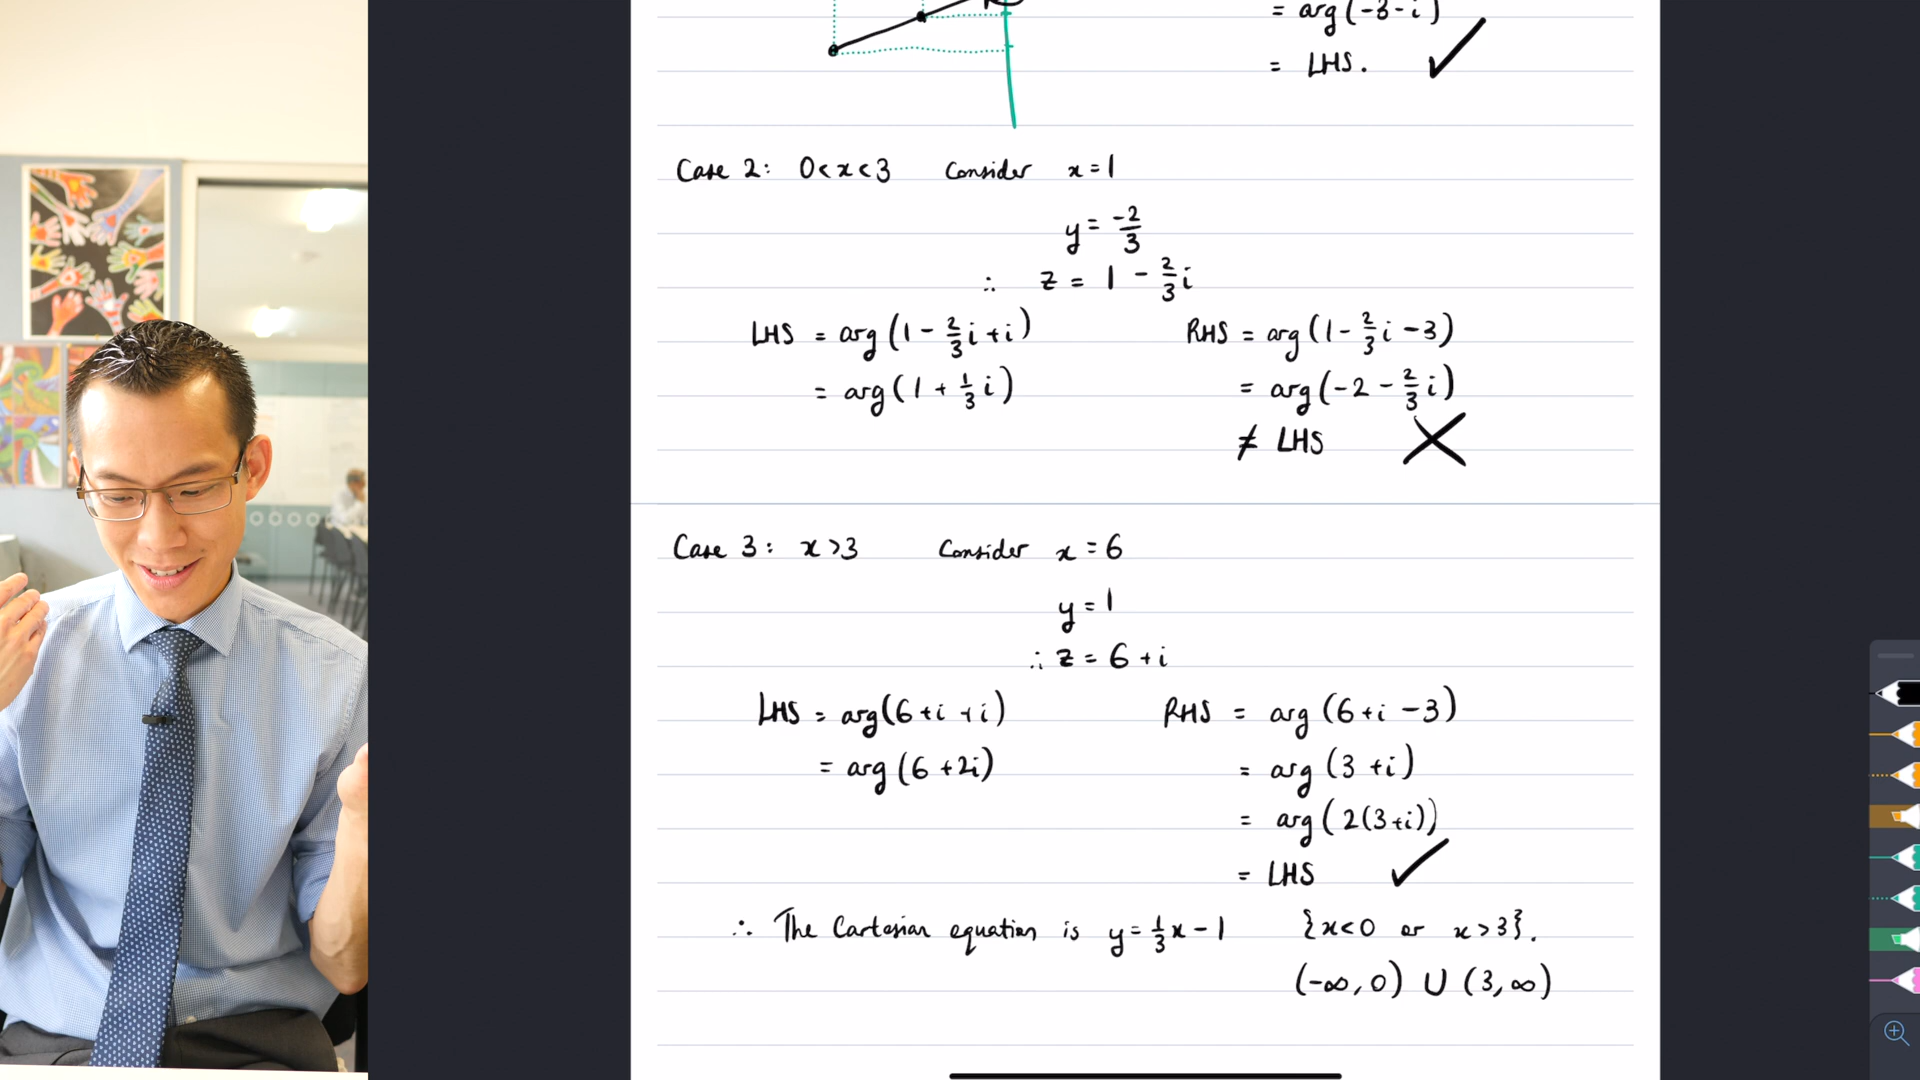 = arg(-3-i)
= LHS.
Case 2: 0<x<3 Consider x=1
y = -2/3
∴ z = 1 - 2/3 i
LHS = arg(1 - 2/3 i + i) RHS = arg(1 - 2/3 i - 3)
= arg(1 + 1/3 i) = arg(-2 - 2/3 i)
≠ LHS
Case 3: x>3 Consider x=6
y=1
∴ z = 6 + i
LHS = arg(6+i+i) RHS = arg(6+i-3)
= arg(6+2i) = arg(3+i)
= arg(2(3+i))
= LHS
∴ The Cartesian equation is y = 1/3 x - 1 {x<0 or x>3}.
(-∞,0) ∪ (3,∞)